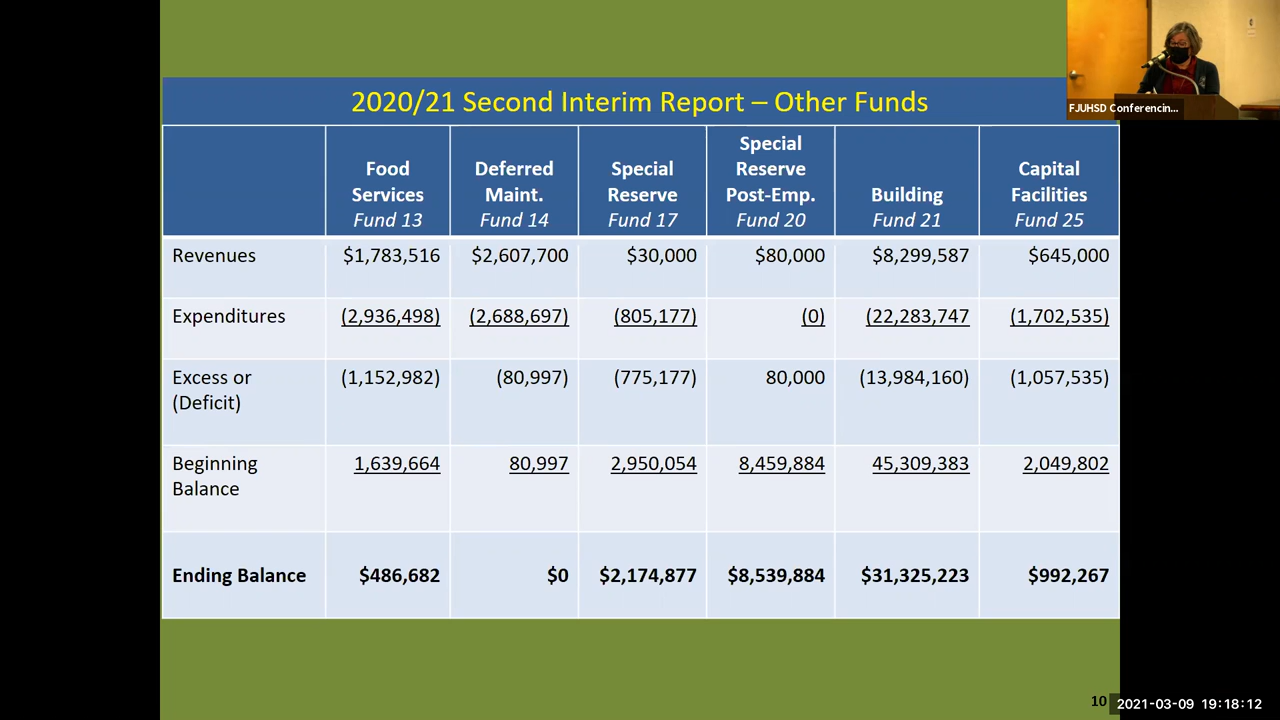 FJUHSD Conferencin...
2020/21 Second Interim Report – Other Funds
Food Services Fund 13
Deferred Maint. Fund 14
Special Reserve Fund 17
Special Reserve Post-Emp. Fund 20
Building Fund 21
Capital Facilities Fund 25
Revenues $1,783,516 $2,607,700 $30,000 $80,000 $8,299,587 $645,000
Expenditures (2,936,498) (2,688,697) (805,177) (0) (22,283,747 (1,702,535)
Excess or (Deficit) (1,152,982) (80,997) (775,177) 80,000 (13,984,160) (1,057,535)
Beginning Balance 1,639,664 80,997 2,950,054 8,459,884 45,309,383 2,049,802
Ending Balance $486,682 $0 $2,174,877 $8,539,884 $31,325,223 $992,267
10
2021-03-09 19:18:12